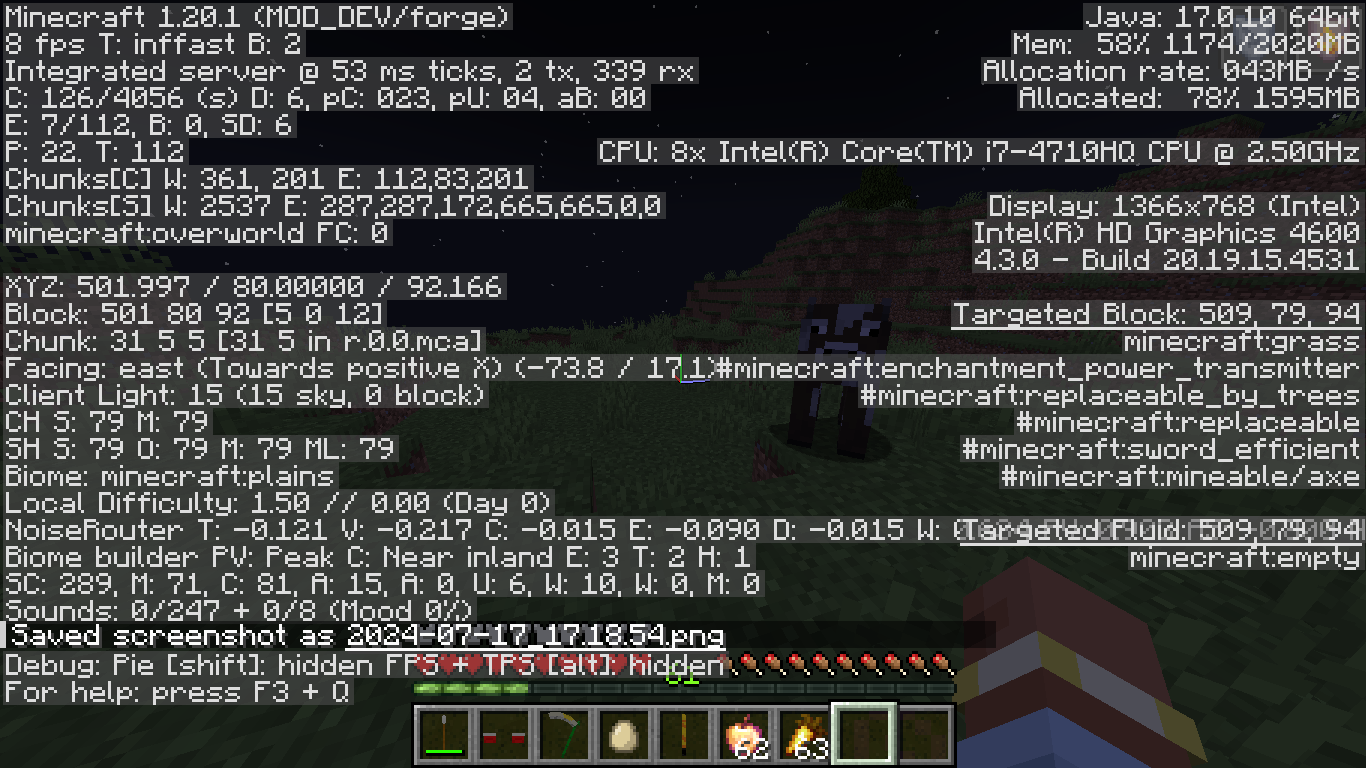 Minecraft 1.20.1 (MOD_DEV/forge)
8 fps T: inffast B: 2
Integrated server @ 53 ms ticks, 2 tx, 339 rx
C: 126/4056 (s) D: 6, pC: 023, pU: 04, aB: 00
E: 7/112, B: 0, SD: 6
P: 22. T: 112
Chunks[C] W: 361, 201 E: 112,83,201
Chunks[S] W: 2537 E: 287,287,172,665,665,0,0
minecraft:overworld FC: 0
XYZ: 501.997 / 80.00000 / 92.166
Block: 501 80 92 [5 0 12]
Chunk: 31 5 5 [31 5 in r.0.0.mca]
Facing: east (Towards positive X) (-73.8 / 17.1)
Client Light: 15 (15 sky, 0 block)
CH S: 79 M: 79
SH S: 79 O: 79 M: 79 ML: 79
Biome: minecraft:plains
Local Difficulty: 1.50 // 0.00 (Day 0)
NoiseRouter T: -0.121 V: -0.217 C: -0.015 E: -0.090 D: -0.015 W:
Biome builder PV: Peak C: Near inland E: 3 T: 2 H: 1
SC: 289, M: 71, C: 81, A: 15, A: 0, U: 6, W: 10, W: 0, M: 0
Sounds: 0/247 + 0/8 (Mood 0%)
Saved screenshot as 2024-07-17_17.18.54.png
Debug: Pie [shift]: hidden FPS + TPS [alt]: hidden
For help: press F3 + Q
Java: 17.0.10 64bit
Mem: 58% 1174/2020MB
Allocation rate: 043MB /s
Allocated: 78% 1595MB
CPU: 8x Intel(R) Core(TM) i7-4710HQ CPU @ 2.50GHz
Display: 1366x768 (Intel)
Intel(R) HD Graphics 4600
4.3.0 - Build 20.19.15.4531
Targeted Block: 509, 79, 94
minecraft:grass
#minecraft:enchantment_power_transmitter
#minecraft:replaceable_by_trees
#minecraft:replaceable
#minecraft:sword_efficient
#minecraft:mineable/axe
Targeted Fluid: 509, 79, 94
minecraft:empty
62
63